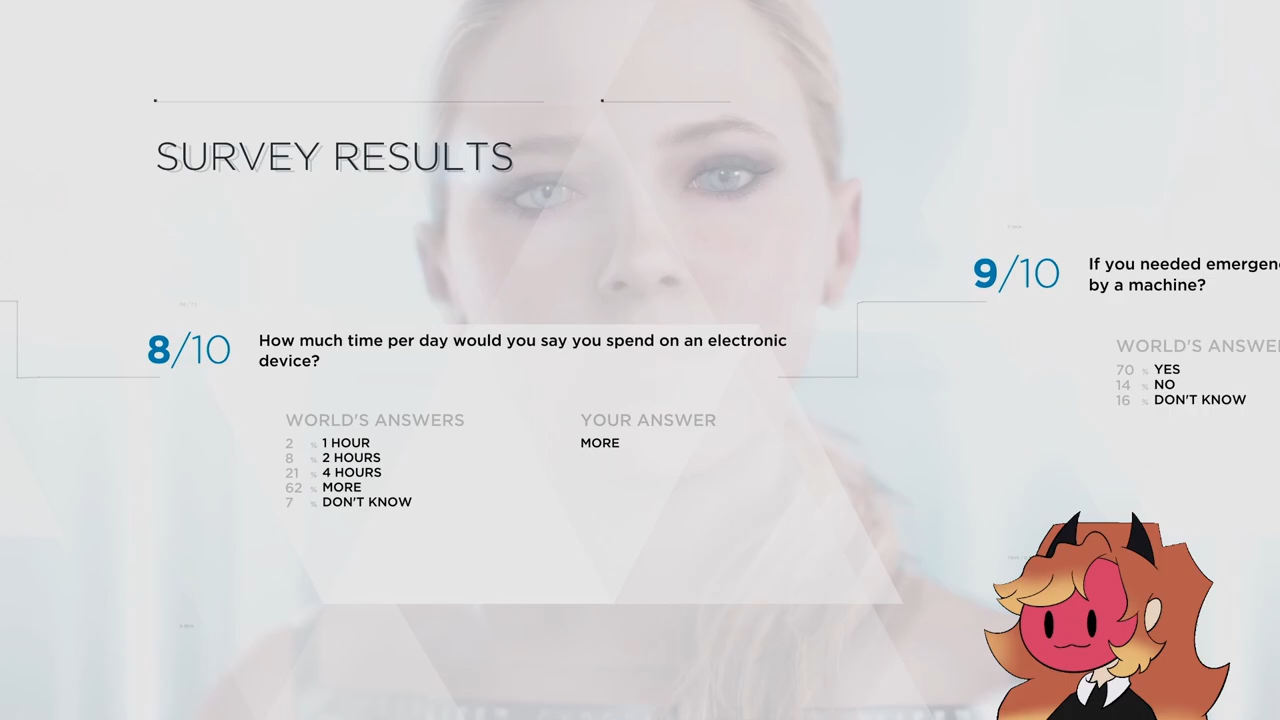 SURVEY RESULTS
8/10
How much time per day would you say you spend on an electronic
device?
WORLD'S ANSWERS
2 % 1 HOUR
8 % 2 HOURS
21 % 4 HOURS
62 % MORE
7 % DON'T KNOW
YOUR ANSWER
MORE
9/10
If you needed
by a machine?
WORLD'S
70 % YES
14 % NO
16 % DON'T KNOW